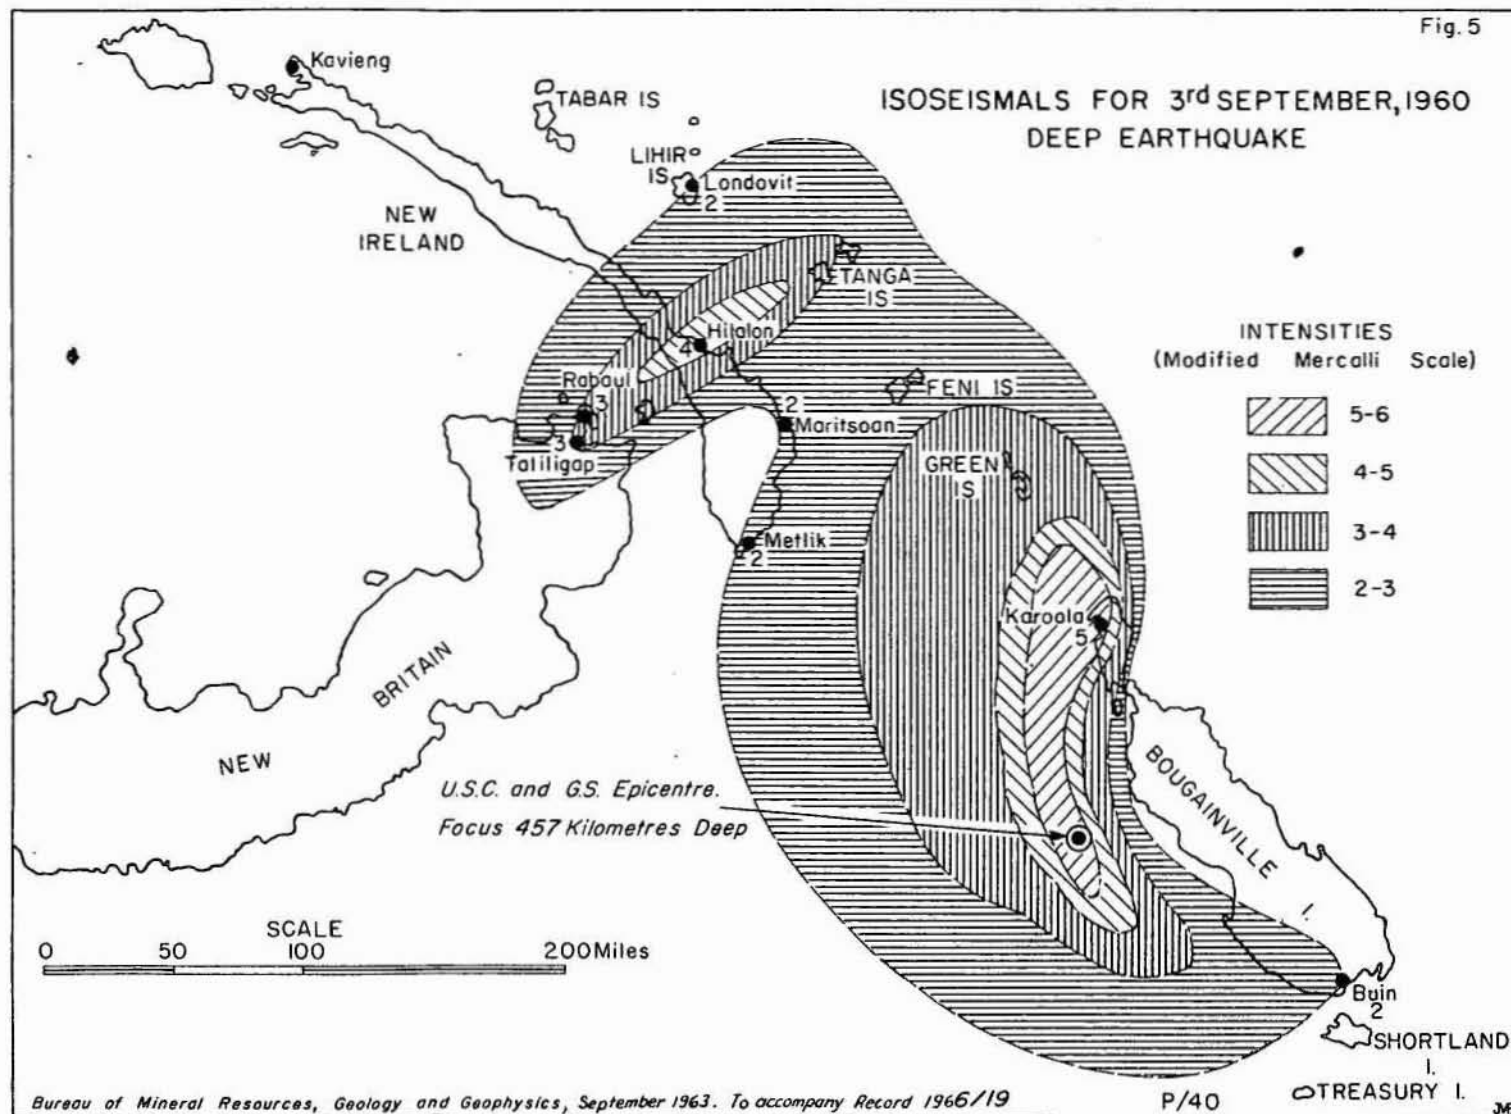 Fig. 5
ISOSEISMALS FOR 3rd SEPTEMBER, 1960
DEEP EARTHQUAKE
Kavieng
TABAR IS
LIHIR
IS
Londovit
2
NEW
IRELAND
TANGA
IS
Hilalon
4
Rabaul
3
3
Taliligap
FENI IS
2
Maritsoan
GREEN
IS
Metlik
2
INTENSITIES
(Modified Mercalli Scale)
5-6
4-5
3-4
2-3
Karoola
5
BRITAIN
NEW
BOUGAINVILLE
I.
U.S.C. and G.S. Epicentre.
Focus 457 Kilometres Deep
SCALE
0 50 100 200 Miles
Buin
2
SHORTLAND
I.
TREASURY I.
Bureau of Mineral Resources, Geology and Geophysics, September 1963. To accompany Record 1966/19
P/40